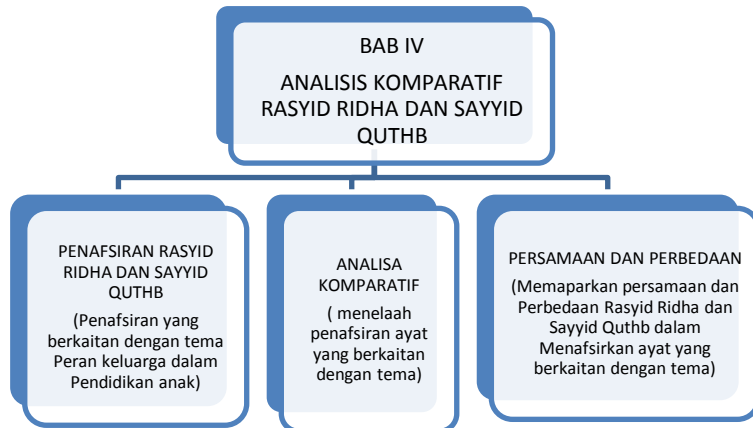 BAB IV
ANALISIS KOMPARATIF
RASYID RIDHA DAN SAYYID
QUTHB
PENAFSIRAN RASYID
RIDHA DAN SAYYID
QUTHB
(Penafsiran yang
berkaitan dengan tema
Peran keluarga dalam
Pendidikan anak)
ANALISA
KOMPARATIF
( menelaah
penafsiran ayat
yang berkaitan
dengan tema)
PERSAMAAN DAN PERBEDAAN
(Memaparkan persamaan dan
Perbedaan Rasyid Ridha dan
Sayyid Quthb dalam
Menafsirkan ayat yang
berkaitan dengan tema)